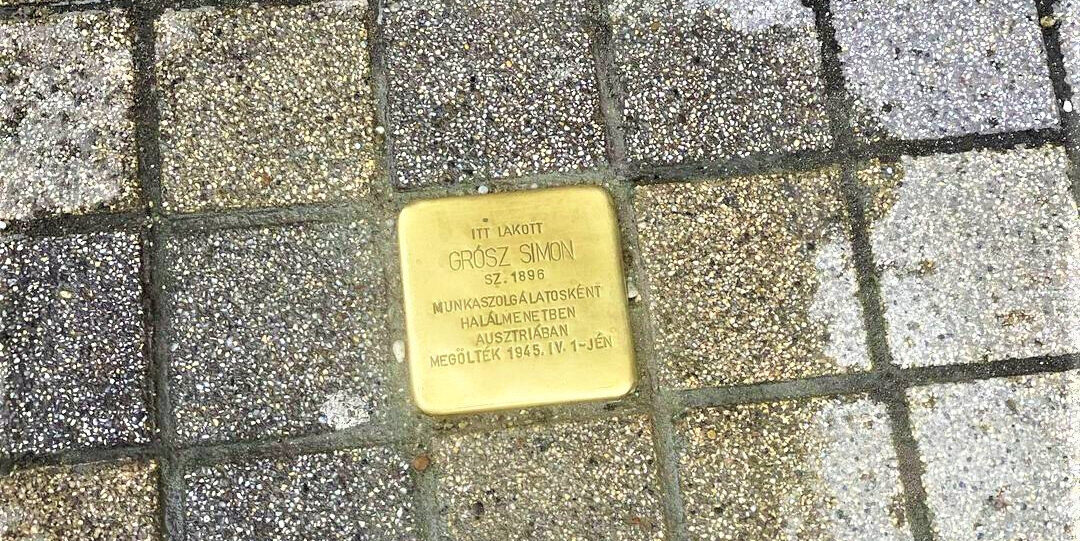 ITT LAKOTT
GRÓSZ SIMON
SZ. 1896
MUNKASZOLGÁLATOSKÉNT
HALÁLMENETBEN
AUSZTRIÁBAN
MEGÖLTÉK 1945. IV. 1-JÉN